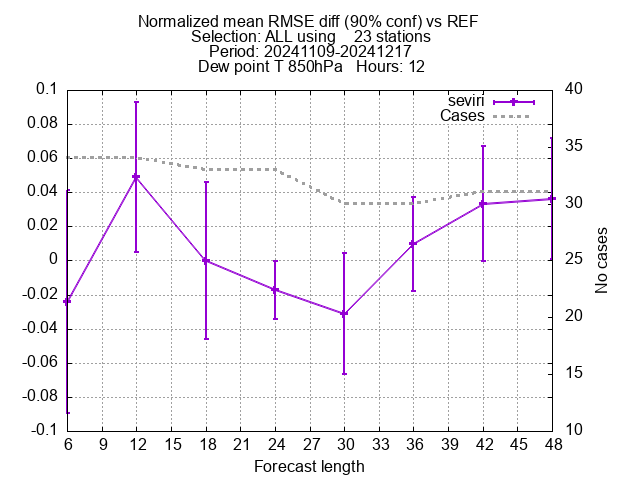 Normalized mean RMSE diff (90% conf) vs REF
Selection: ALL using    23 stations
Period: 20241109-20241217
Dew point T 850hPa   Hours: 12
seviri
Cases
0.1
0.08
0.06
0.04
0.02
0
-0.02
-0.04
-0.06
-0.08
-0.1
40
35
30
25
20
15
10
No cases
6 9 12 15 18 21 24 27 30 33 36 39 42 45 48
Forecast length